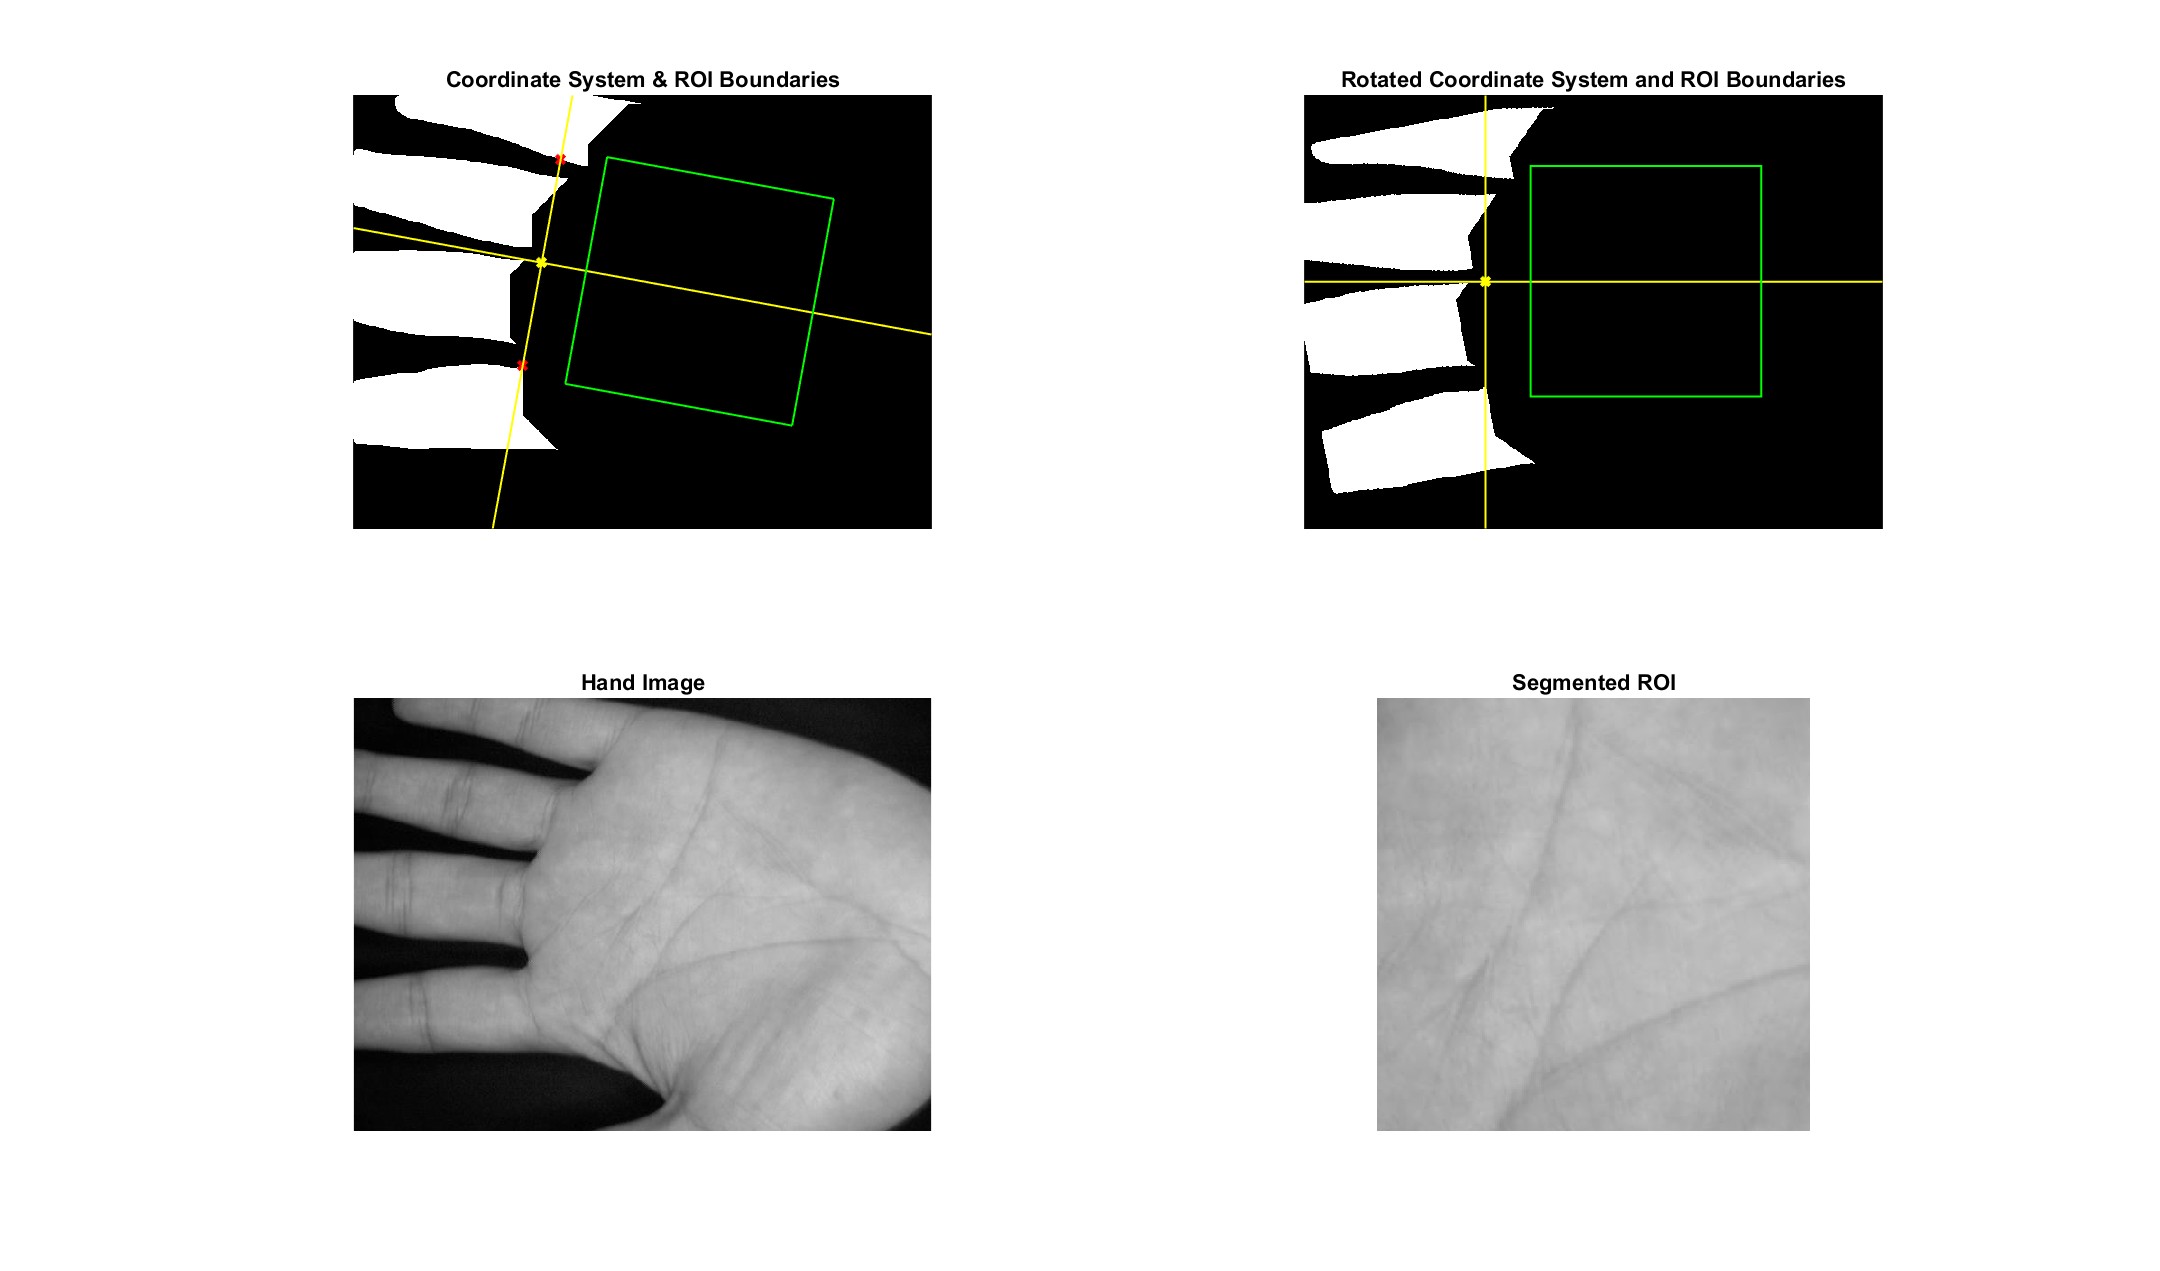 Coordinate System & ROI Boundaries
Rotated Coordinate System and ROI Boundaries
Hand Image
Segmented ROI